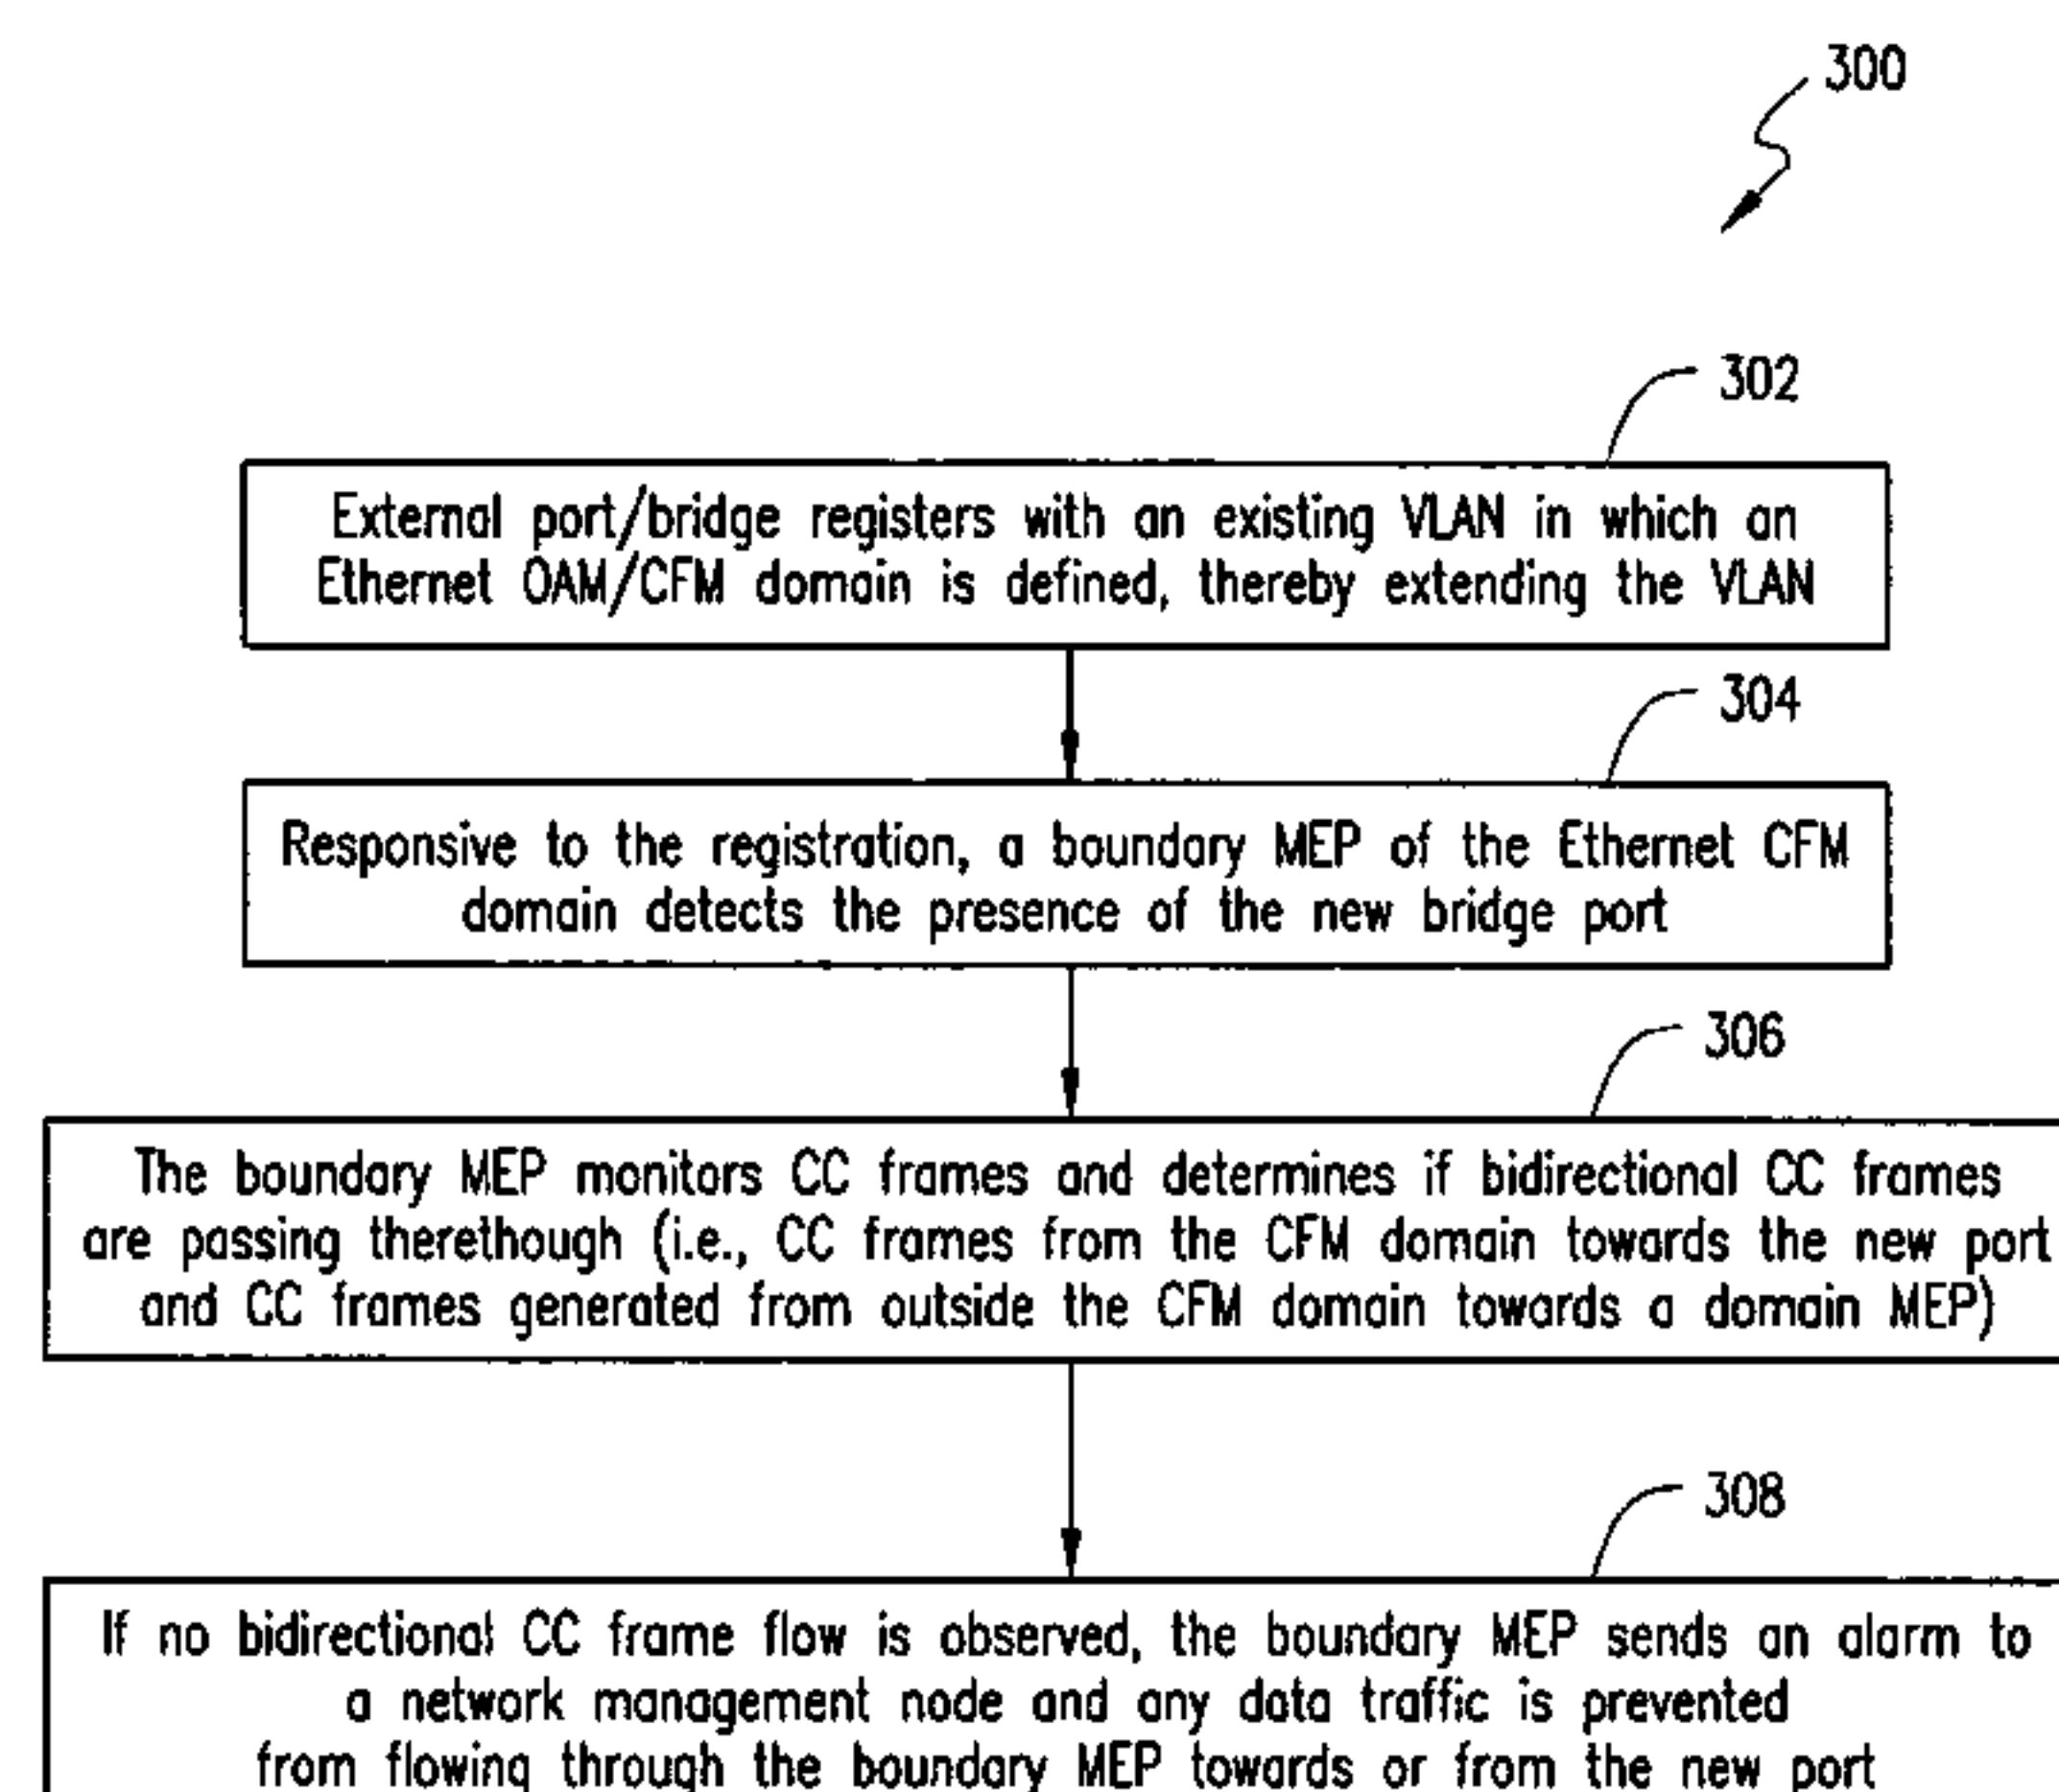 300
302
External port/bridge registers with an existing VLAN in which an
Ethernet OAM/CFM domain is defined, thereby extending the VLAN
304
Responsive to the registration, a boundary MEP of the Ethernet CFM
domain detects the presence of the new bridge port
306
The boundary MEP monitors CC frames and determines if bidirectional CC frames
are passing therethough (i.e., CC frames from the CFM domain towards the new port
and CC frames generated from outside the CFM domain towards a domain MEP)
308
If no bidirectional CC frame flow is observed, the boundary MEP sends an alarm to
a network management node and any data traffic is prevented
from flowing through the boundary MEP towards or from the new port